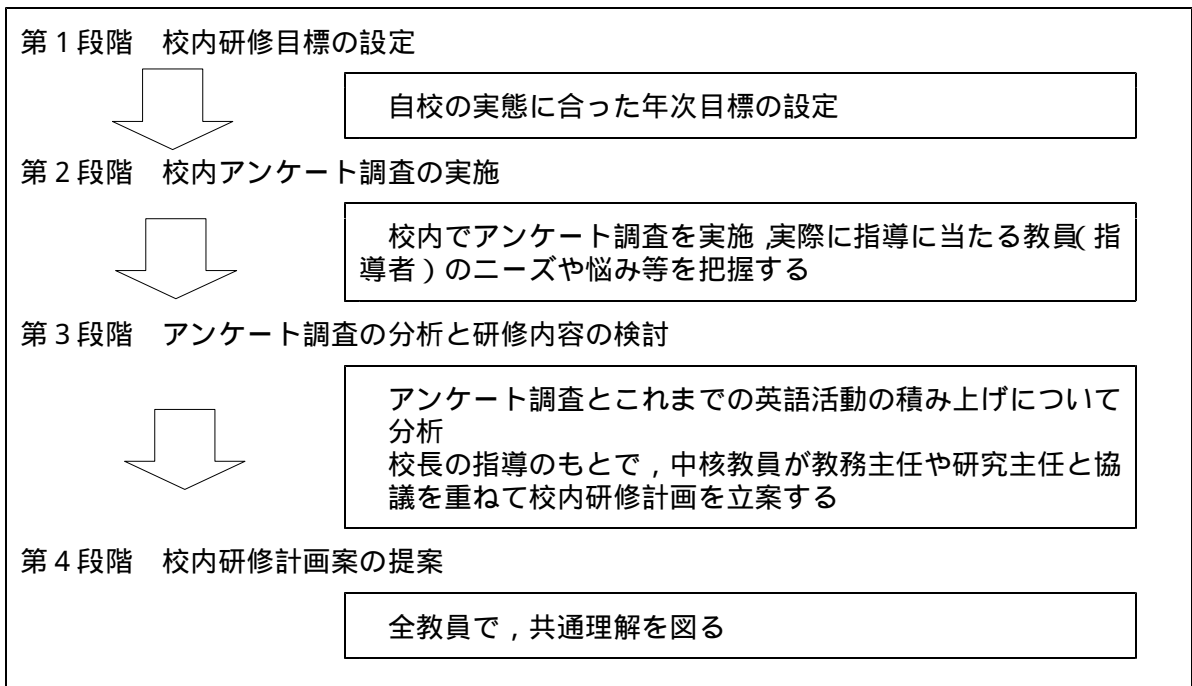 第1段階　校内研修目標の設定
自校の実態に合った年次目標の設定
第2段階　校内アンケート調査の実施
校内でアンケート調査を実施,実際に指導に当たる教員(指
導者)のニーズや悩み等を把握する
第3段階　アンケート調査の分析と研修内容の検討
アンケート調査とこれまでの英語活動の積み上げについて
分析
校長の指導のもとで,中核教員が教務主任や研究主任と協
議を重ねて校内研修計画を立案する
第4段階　校内研修計画案の提案
全教員で,共通理解を図る